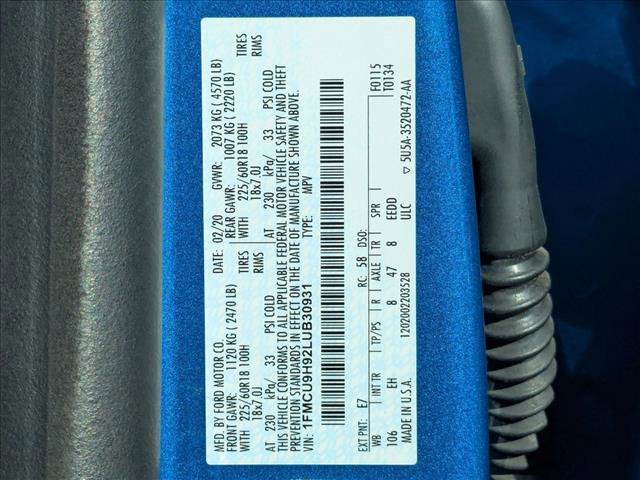 MFD. BY FORD MOTOR CO. DATE: 02/20 GVWR: 2073 KG ( 4570 LB)
FRONT GAWR: 1120 KG ( 2470 LB) REAR GAWR: 1007 KG ( 2220 LB)
WITH 225/60R18 100H TIRES WITH 225/60R18 100H TIRES
18x7.0J RIMS 18x7.0J RIMS
AT 230 kPa/ 33 PSI COLD AT 230 kPa/ 33 PSI COLD
THIS VEHICLE CONFORMS TO ALL APPLICABLE FEDERAL MOTOR VEHICLE SAFETY AND THEFT
PREVENTION STANDARDS IN EFFECT ON THE DATE OF MANUFACTURE SHOWN ABOVE.
VIN: 1FMCU9H92LUB30931 TYPE: MPV
F0115
T0134
EXT PNT: E7 RC: 58 DSO:
WB INT TR TP/PS R AXLE TR SPR
106 EH 8 47 8 EEDD
MADE IN U.S.A. 1202002203528 ULC ▽ 5U5A-3520472-AA